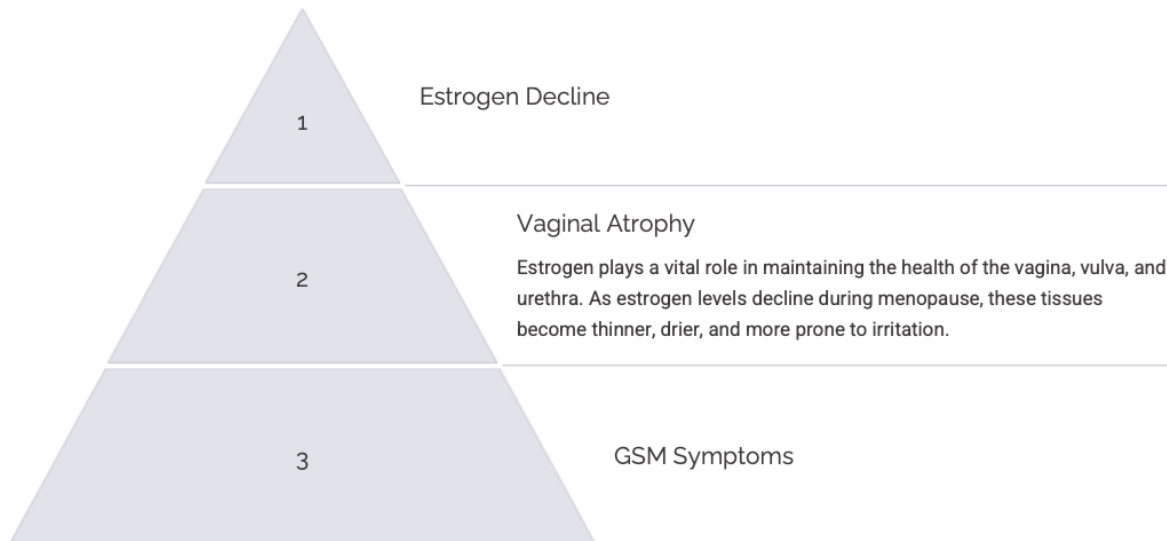 1
Estrogen Decline
2
Vaginal Atrophy
Estrogen plays a vital role in maintaining the health of the vagina, vulva, and
urethra. As estrogen levels decline during menopause, these tissues
become thinner, drier, and more prone to irritation.
3
GSM Symptoms